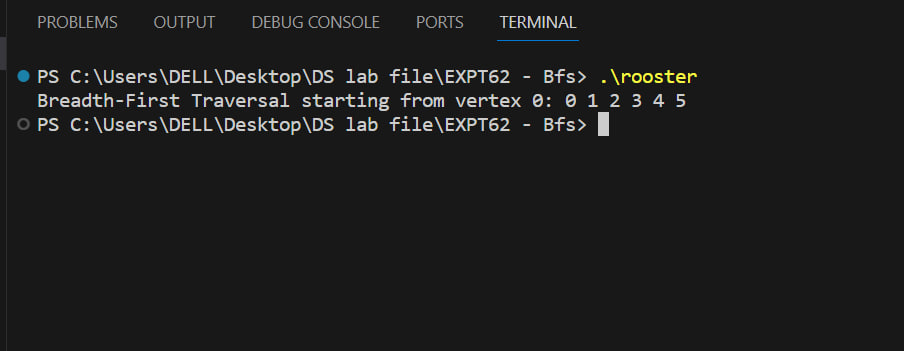 PROBLEMS OUTPUT DEBUG CONSOLE PORTS TERMINAL
PS C:\Users\DELL\Desktop\DS lab file\EXPT62 - Bfs> .\rooster
Breadth-First Traversal starting from vertex 0: 0 1 2 3 4 5
PS C:\Users\DELL\Desktop\DS lab file\EXPT62 - Bfs>